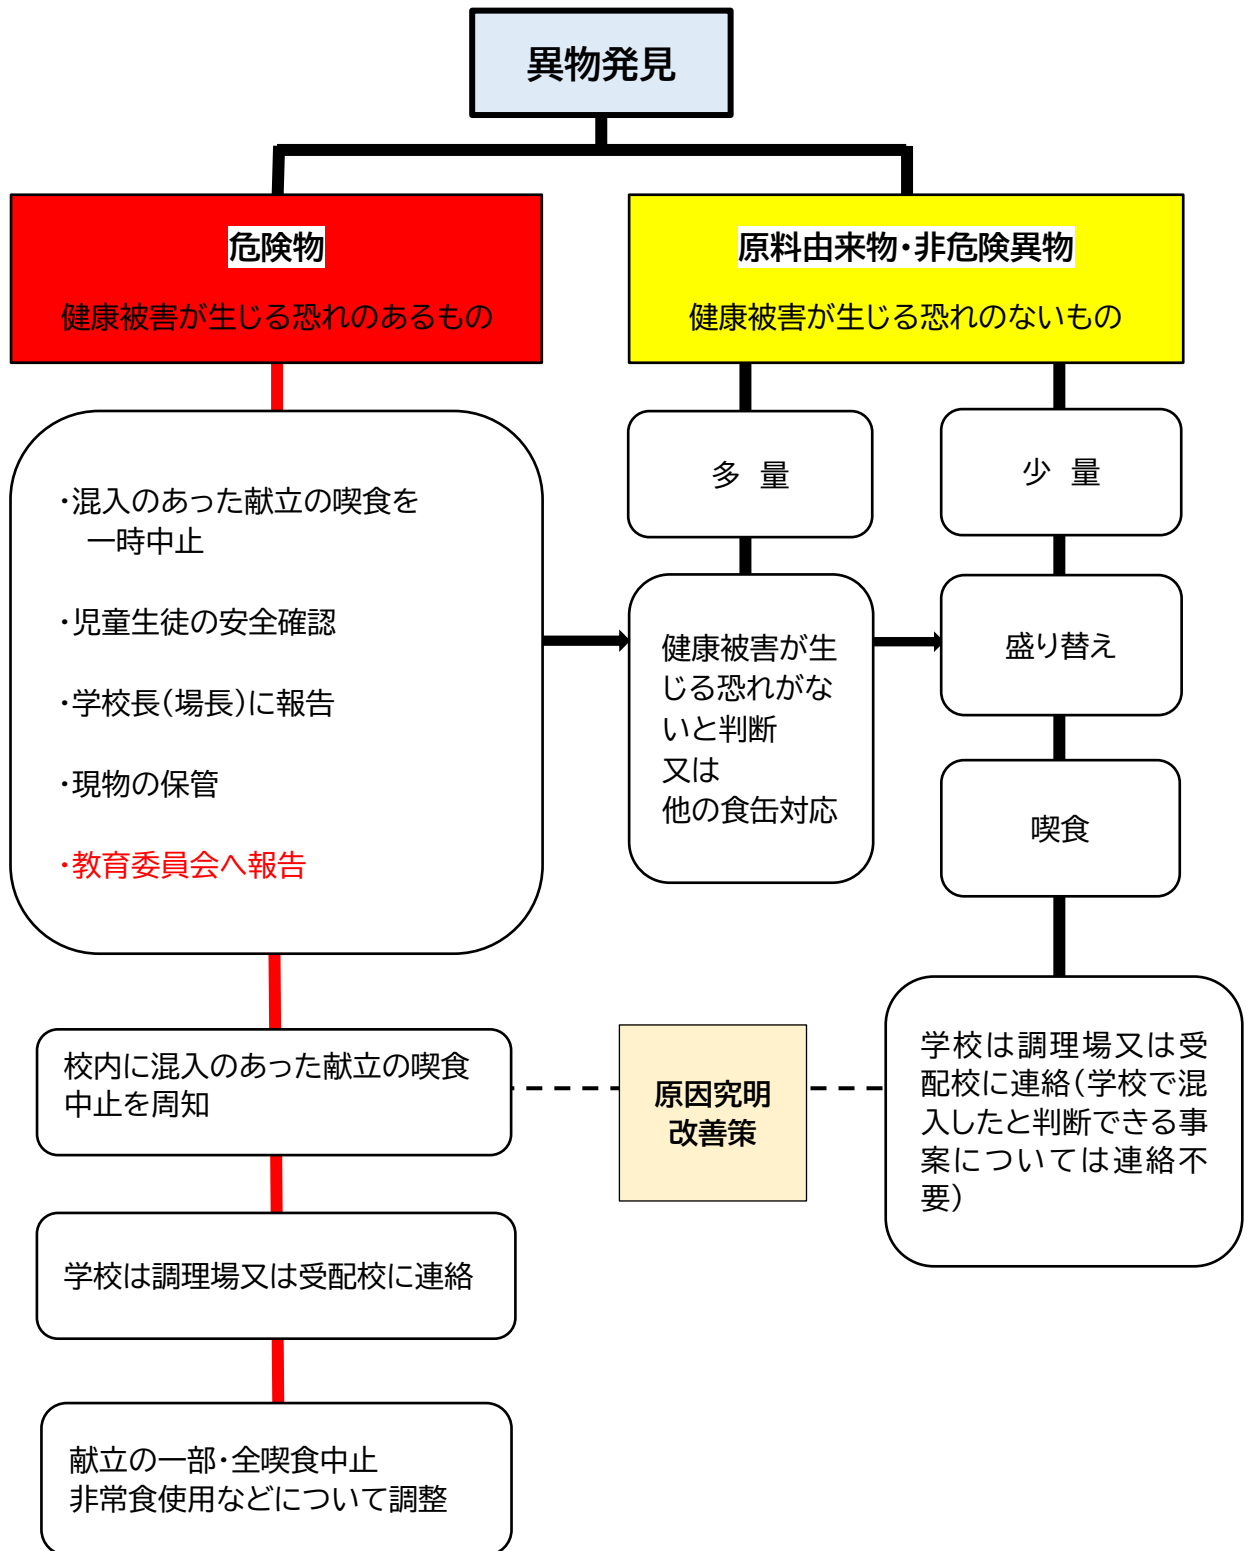 異物発見
危険物
健康被害が生じる恐れのあるもの
原料由来物・非危険異物
健康被害が生じる恐れのないもの
・混入のあった献立の喫食を
一時中止
・児童生徒の安全確認
・学校長（場長）に報告
・現物の保管
・教育委員会へ報告
多　量
少　量
健康被害が生
じる恐れがな
いと判断
又は
他の食缶対応
盛り替え
喫食
校内に混入のあった献立の喫食
中止を周知
原因究明
改善策
学校は調理場又は受
配校に連絡（学校で混
入したと判断できる事
案については連絡不
要）
学校は調理場又は受配校に連絡
献立の一部・全喫食中止
非常食使用などについて調整